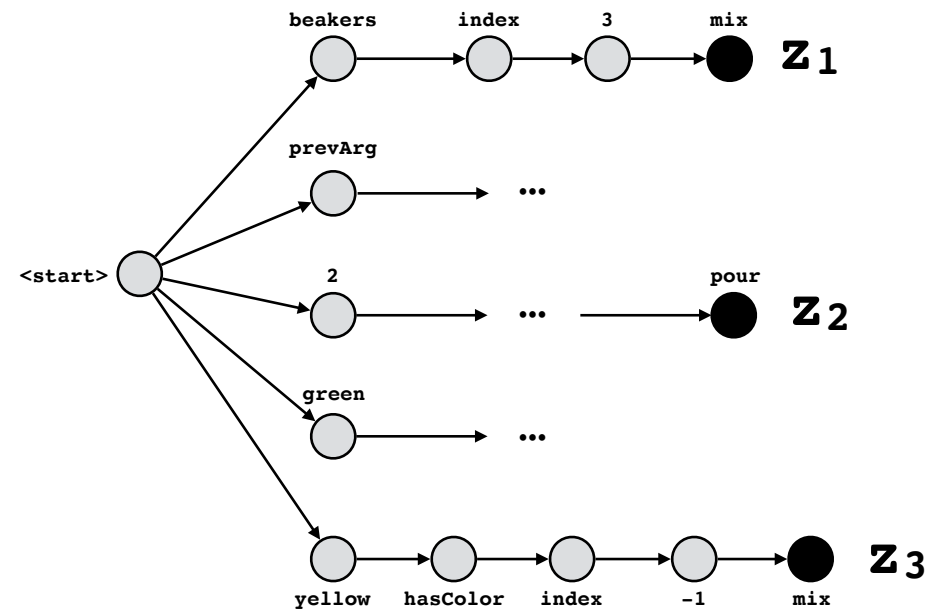 beakers index 3 mix
z1
prevArg
...
<start>
2 pour
... z2
green
...
z3
yellow hasColor index -1 mix